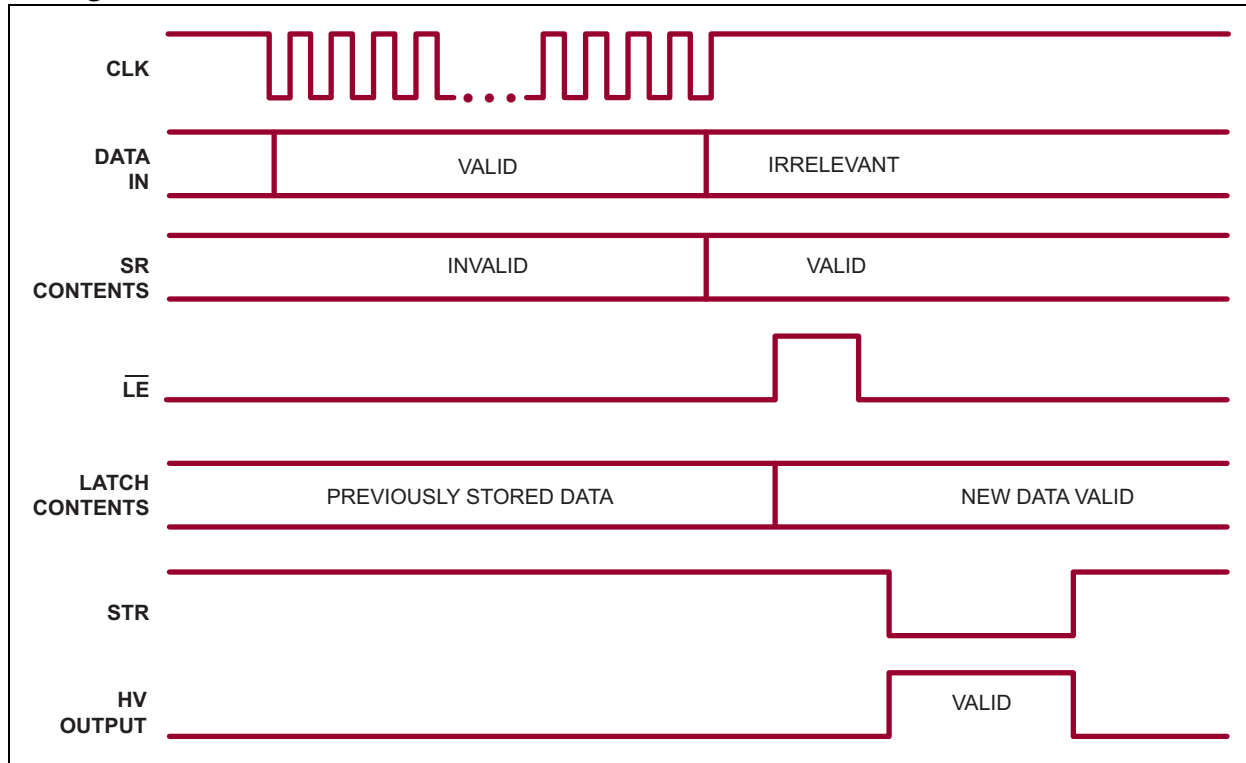 CLK
DATA
IN
VALID
IRRELEVANT
SR
CONTENTS
INVALID
VALID
L̅E̅
LATCH
CONTENTS
PREVIOUSLY STORED DATA
NEW DATA VALID
STR
HV
OUTPUT
VALID